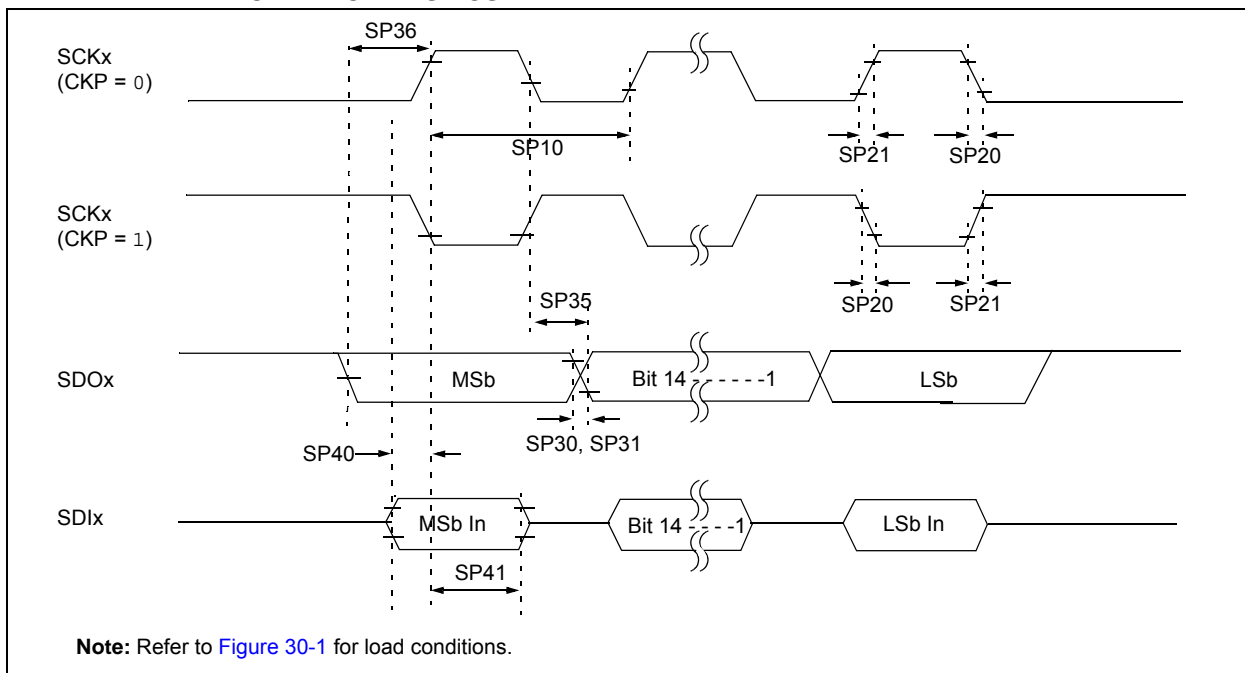 SP36
SCKx
(CKP = 0)
SP10
SP21
SP20
SCKx
(CKP = 1)
SP35
SP20
SP21
SDOx
MSb
Bit 14 - - - - - -1
LSb
SP30, SP31
SP40
SDIx
MSb In
Bit 14 - - - -1
LSb In
SP41
Note: Refer to Figure 30-1 for load conditions.